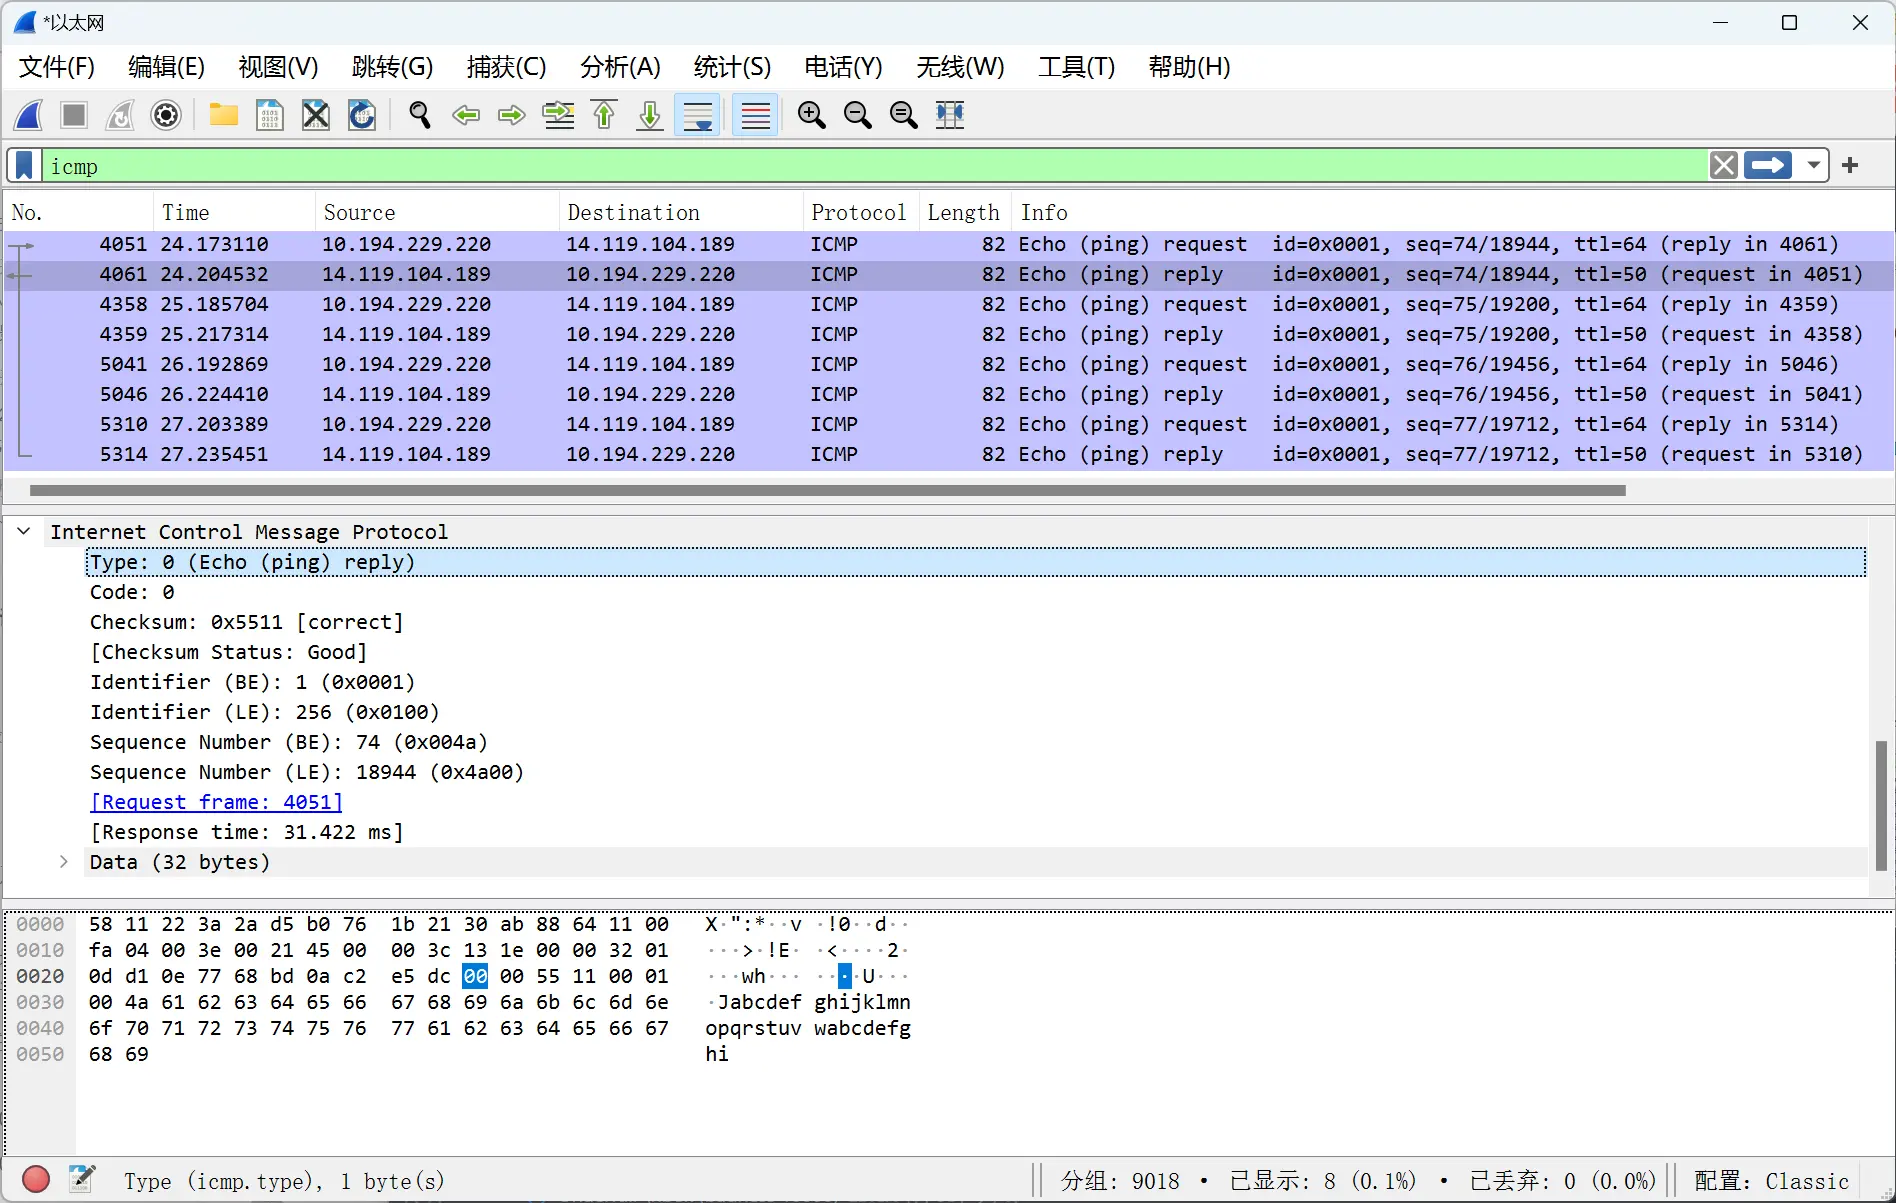 *以太网
文件(F) 编辑(E) 视图(V) 跳转(G) 捕获(C) 分析(A) 统计(S) 电话(Y) 无线(W) 工具(T) 帮助(H)
icmp
No. Time Source Destination Protocol Length Info
4051 24.173110 10.194.229.220 14.119.104.189 ICMP 82 Echo (ping) request id=0x0001, seq=74/18944, ttl=64 (reply in 4061)
4061 24.204532 14.119.104.189 10.194.229.220 ICMP 82 Echo (ping) reply id=0x0001, seq=74/18944, ttl=50 (request in 4051)
4358 25.185704 10.194.229.220 14.119.104.189 ICMP 82 Echo (ping) request id=0x0001, seq=75/19200, ttl=64 (reply in 4359)
4359 25.217314 14.119.104.189 10.194.229.220 ICMP 82 Echo (ping) reply id=0x0001, seq=75/19200, ttl=50 (request in 4358)
5041 26.192869 10.194.229.220 14.119.104.189 ICMP 82 Echo (ping) request id=0x0001, seq=76/19456, ttl=64 (reply in 5046)
5046 26.224410 14.119.104.189 10.194.229.220 ICMP 82 Echo (ping) reply id=0x0001, seq=76/19456, ttl=50 (request in 5041)
5310 27.203389 10.194.229.220 14.119.104.189 ICMP 82 Echo (ping) request id=0x0001, seq=77/19712, ttl=64 (reply in 5314)
5314 27.235451 14.119.104.189 10.194.229.220 ICMP 82 Echo (ping) reply id=0x0001, seq=77/19712, ttl=50 (request in 5310)
Internet Control Message Protocol
Type: 0 (Echo (ping) reply)
Code: 0
Checksum: 0x5511 [correct]
[Checksum Status: Good]
Identifier (BE): 1 (0x0001)
Identifier (LE): 256 (0x0100)
Sequence Number (BE): 74 (0x004a)
Sequence Number (LE): 18944 (0x4a00)
[Request frame: 4051]
[Response time: 31.422 ms]
Data (32 bytes)
0000 58 11 22 3a 2a d5 b0 76 1b 21 30 ab 88 64 11 00 X·":*··v ·!0··d··
0010 fa 04 00 3e 00 21 45 00 00 3c 13 1e 00 00 32 01 ···>·!E· ·<····2·
0020 0d d1 0e 77 68 bd 0a c2 e5 dc 00 00 55 11 00 01 ···wh··· ····U···
0030 00 4a 61 62 63 64 65 66 67 68 69 6a 6b 6c 6d 6e ·Jabcdef ghijklmn
0040 6f 70 71 72 73 74 75 76 77 61 62 63 64 65 66 67 opqrstuv wabcdefg
0050 68 69 hi
Type (icmp.type), 1 byte(s) 分组: 9018 · 已显示: 8 (0.1%) · 已丢弃: 0 (0.0%) 配置: Classic